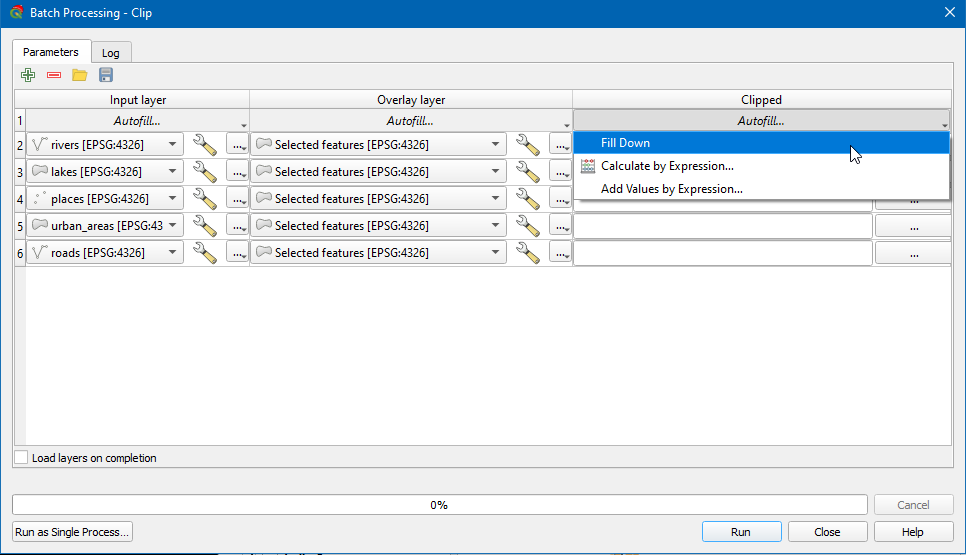 Batch Processing - Clip
Parameters Log
Input layer Overlay layer Clipped
1 Autofill... Autofill... Autofill...
2 rivers [EPSG:4326] ... Selected features [EPSG:4326] ... Fill Down
3 lakes [EPSG:4326] ... Selected features [EPSG:4326] ... Calculate by Expression...
4 places [EPSG:4326] ... Selected features [EPSG:4326] ... Add Values by Expression... ...
5 urban_areas [EPSG:43 ... Selected features [EPSG:4326] ... ...
6 roads [EPSG:4326] ... Selected features [EPSG:4326] ... ...
Load layers on completion
0% Cancel
Run as Single Process... Run Close Help